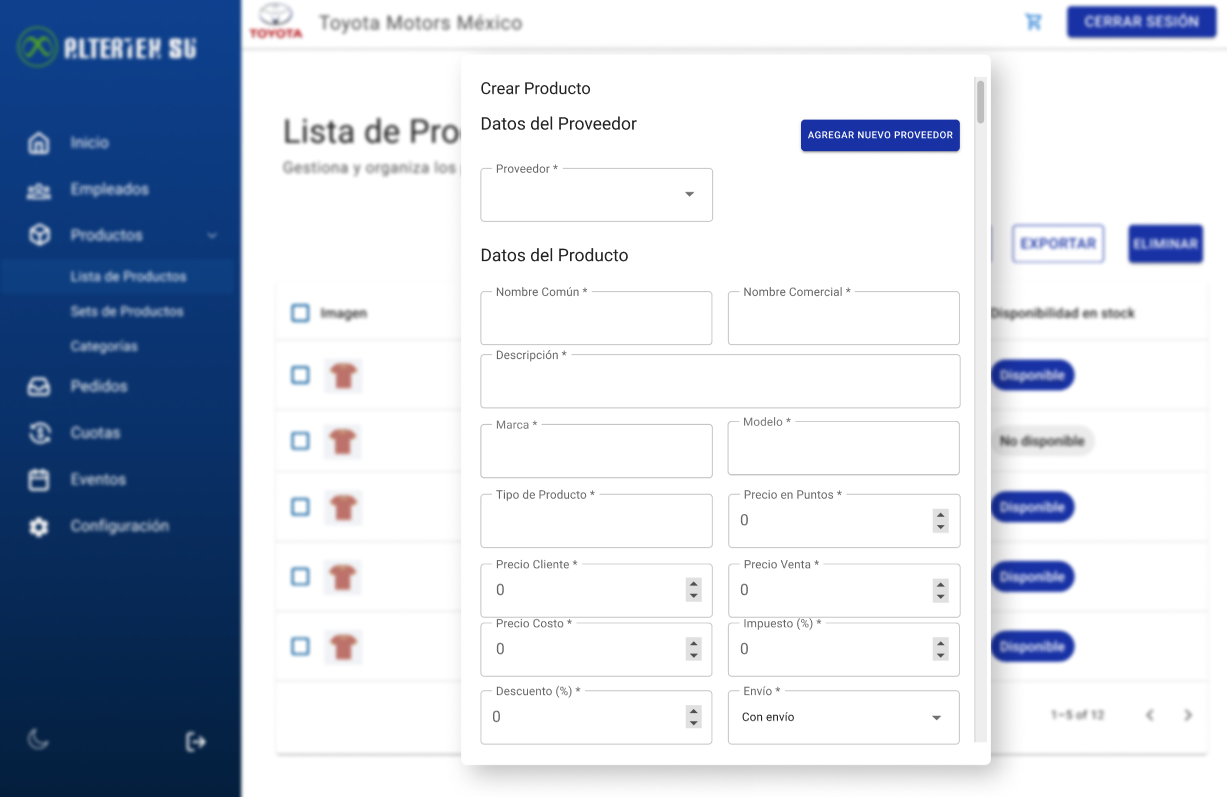 TOYOTA
Toyota Motors México
CERRAR SESIÓN
Inicio
Empleados
Productos
Lista de Productos
Sets de Productos
Categorías
Pedidos
Cuotas
Eventos
Configuración
Lista de Pro
Gestiona y organiza los
EXPORTAR
ELIMINAR
Imagen
Disponibilidad en stock
Disponible
No disponible
Disponible
Disponible
Disponible
1–5 of 12
Crear Producto
Datos del Proveedor
AGREGAR NUEVO PROVEEDOR
Proveedor *
Datos del Producto
Nombre Común *
Nombre Comercial *
Descripción *
Marca *
Modelo *
Tipo de Producto *
Precio en Puntos *
0
Precio Cliente *
0
Precio Venta *
0
Precio Costo *
0
Impuesto (%) *
0
Descuento (%) *
0
Envío *
Con envío